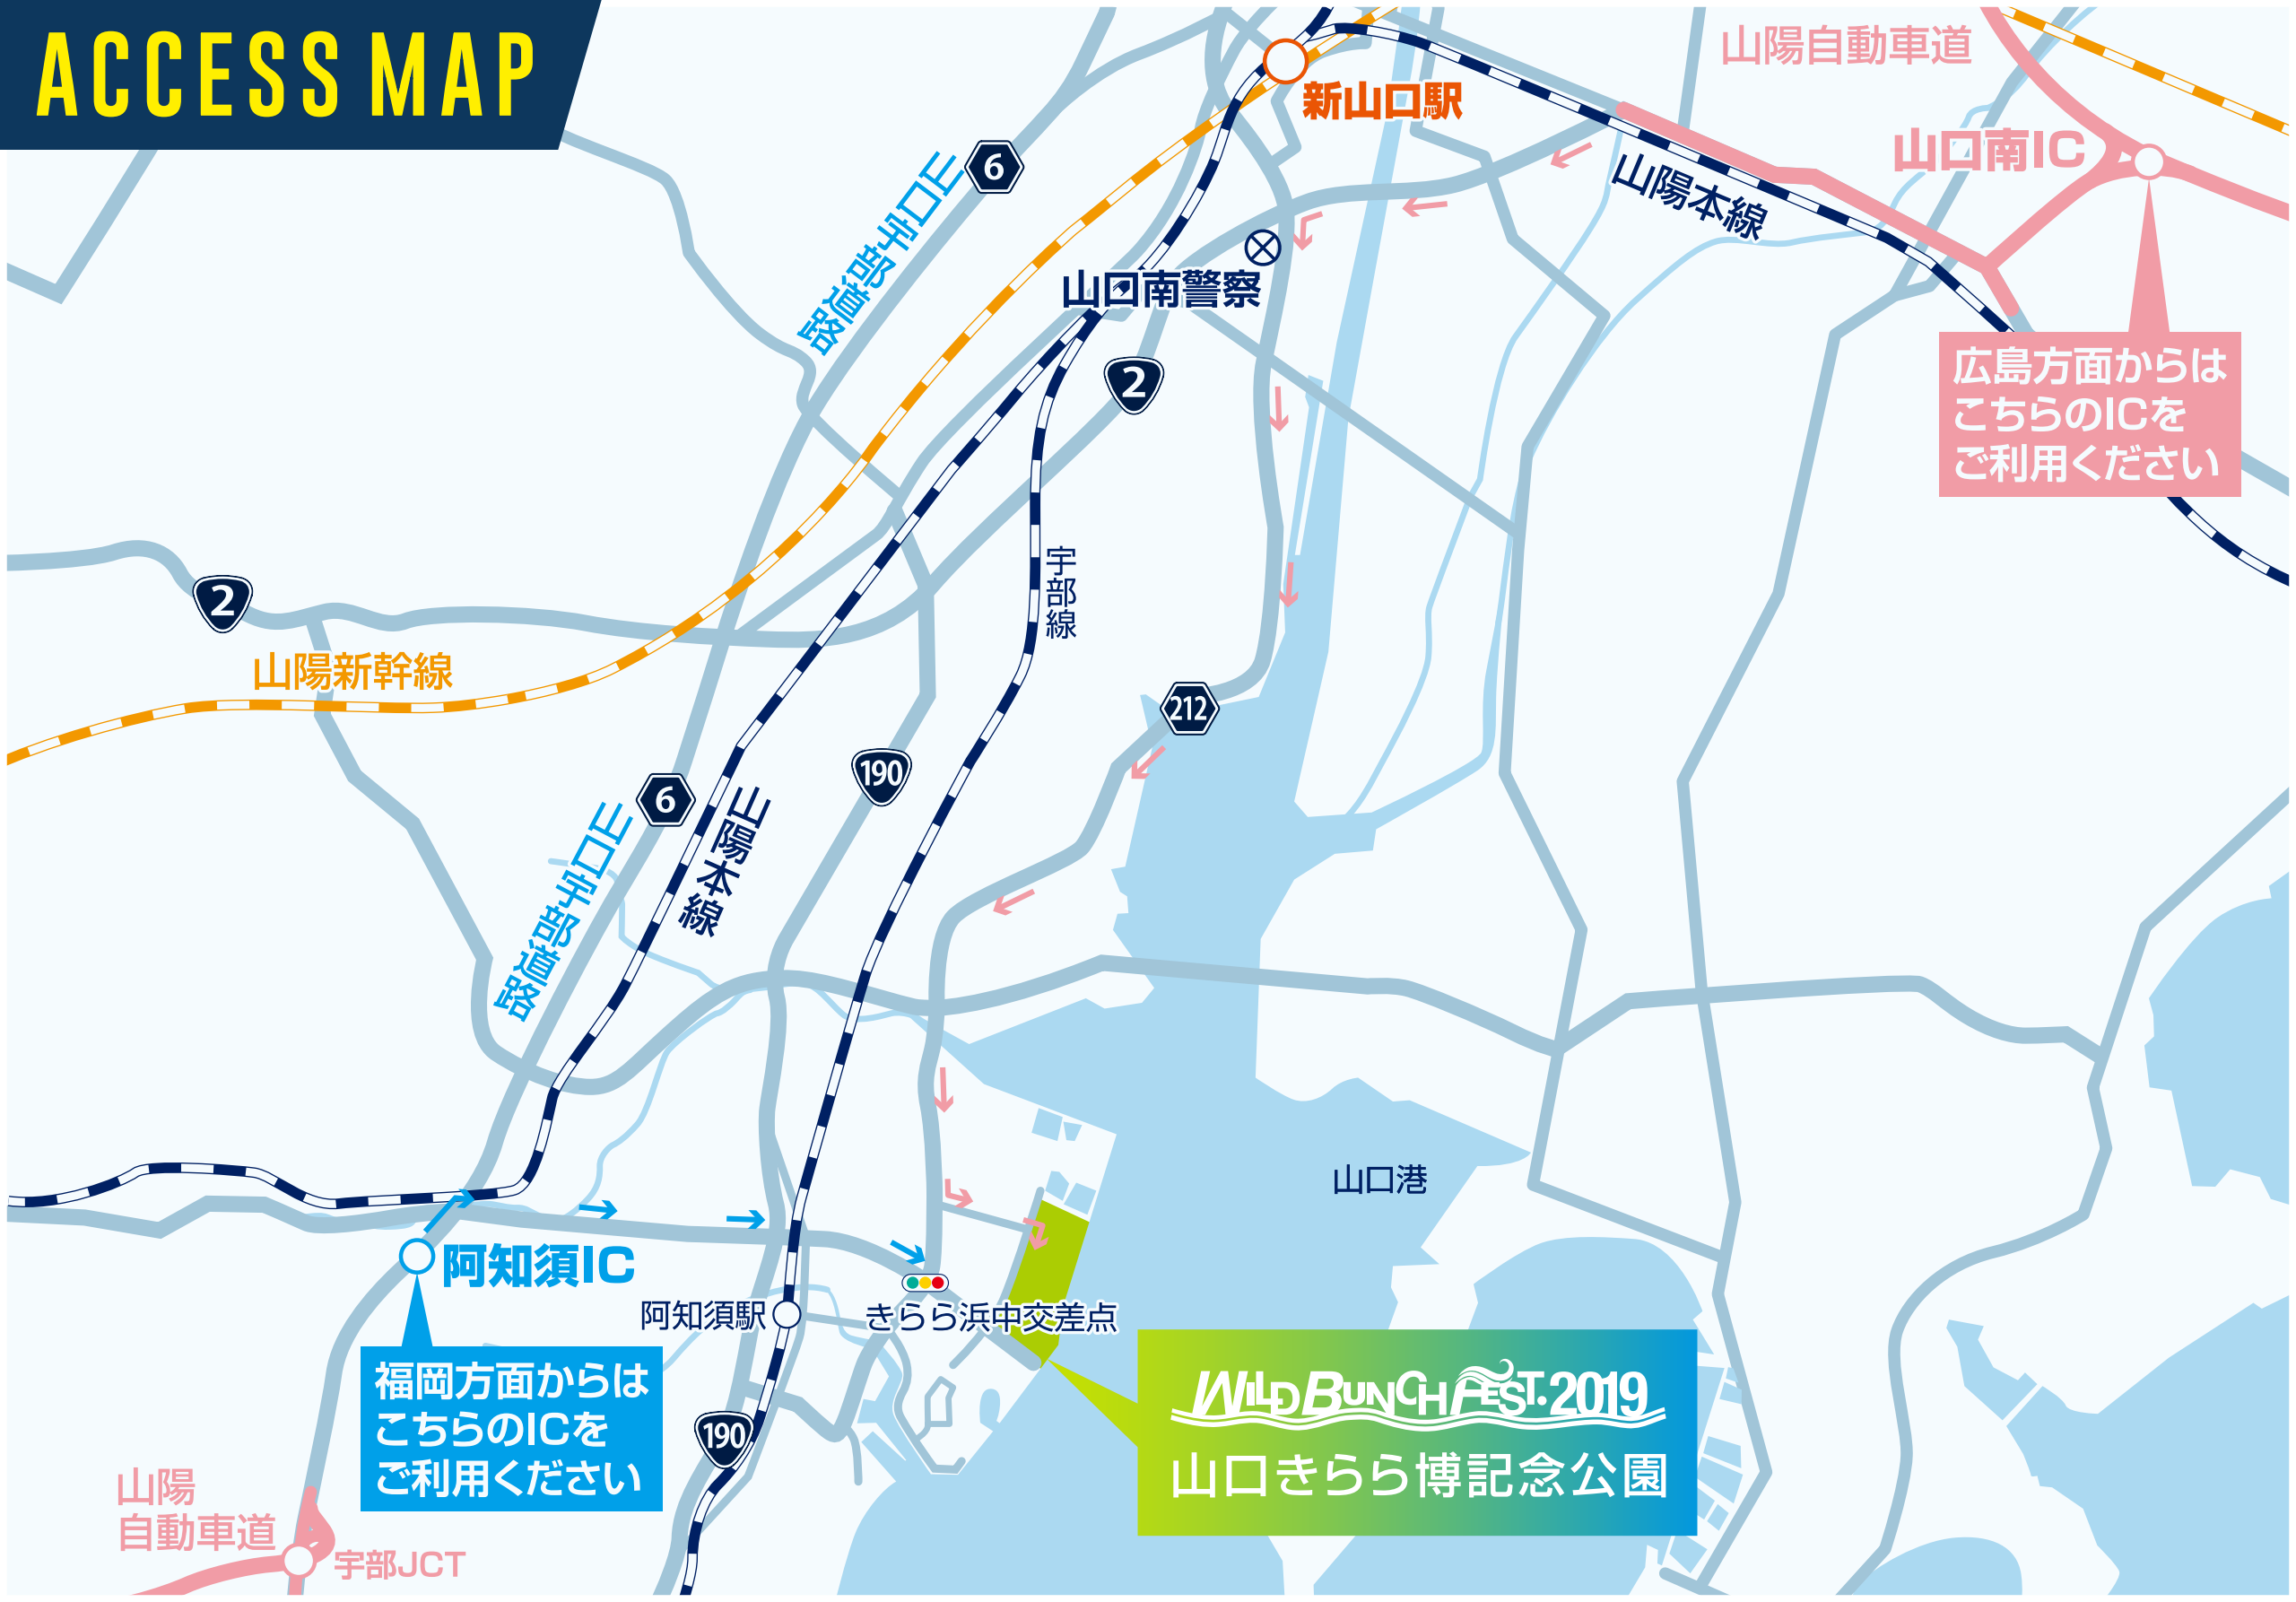 ACCESS MAP
山陽自動車道
新山口駅
山口南IC
6
山口宇部道路
山陽本線
山口南警察
広島方面からは
こちらのICを
ご利用ください
2
宇部線
2
山陽新幹線
212
190
6
山陽本線
山口宇部道路
山口港
阿知須IC
阿知須駅
きらら浜中交差点
福岡方面からは
こちらのICを
ご利用ください
WILD BUNCH FEST. 2019
山口きらら博記念公園
190
山陽
自動車道
宇部JCT